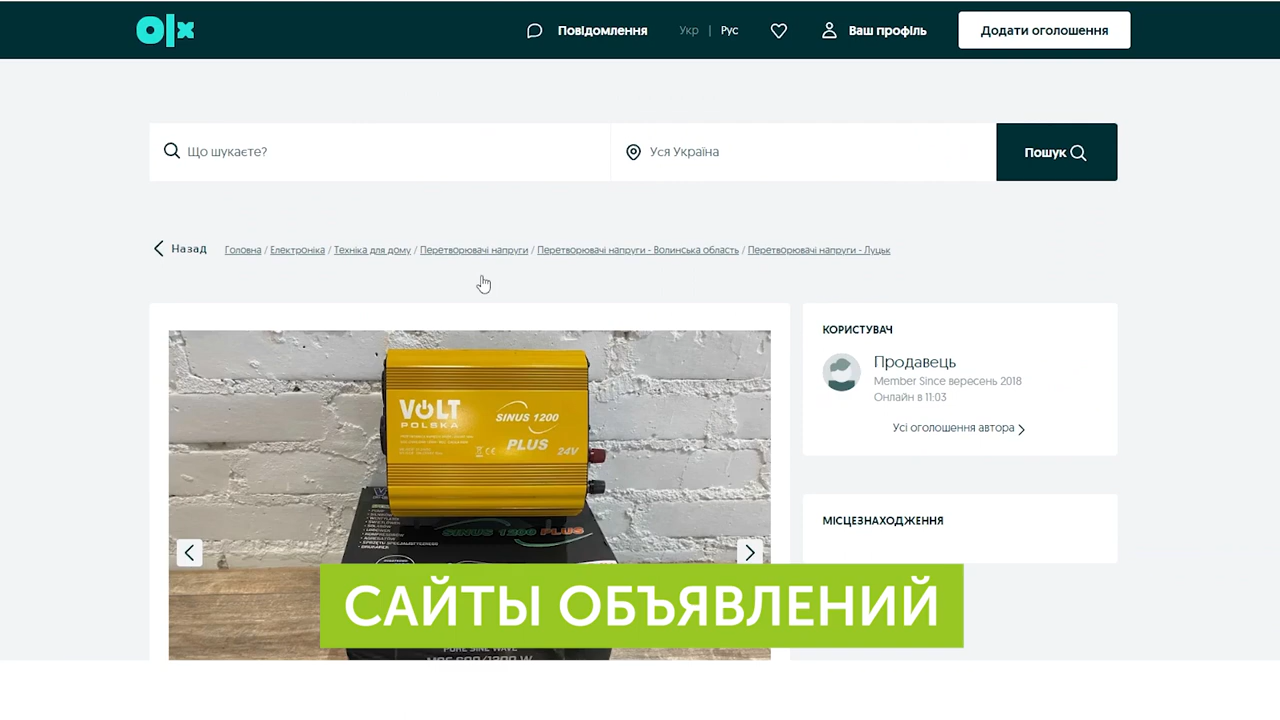 olx
Повідомлення
Укр | Рус
Ваш профіль
Додати оголошення
Що шукаєте?
Уся Україна
Пошук
Назад
Головна / Електроніка / Техніка для дому / Перетворювачі напруги / Перетворювачі напруги - Волинська область / Перетворювачі напруги - Луцьк
VOLT
POLSKA
SINUS 1200
PLUS 24V
SINUS 1200 PLUS
КОРИСТУВАЧ
Продавець
Member Since вересень 2018
Онлайн в 11:03
Усі оголошення автора
МІСЦЕЗНАХОДЖЕННЯ
САЙТЫ ОБЪЯВЛЕНИЙ
PURE SINE WAVE